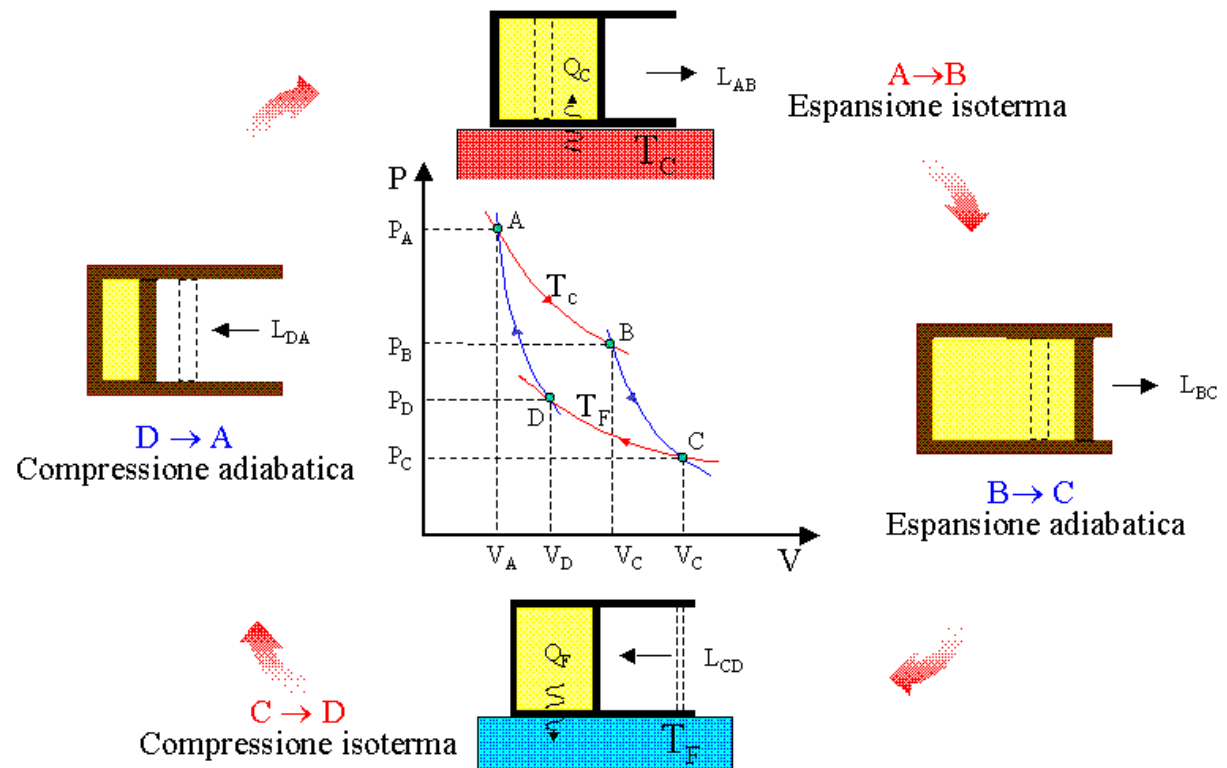 Q_C
L_AB
A→B
Espansione isoterma
T_C
P
P_A
A
T_C
P_B
B
P_D
D
T_F
P_C
C
V_A V_D V_C V_C V
L_DA
D → A
Compressione adiabatica
L_BC
B → C
Espansione adiabatica
Q_F
L_CD
C → D
Compressione isoterma
T_F